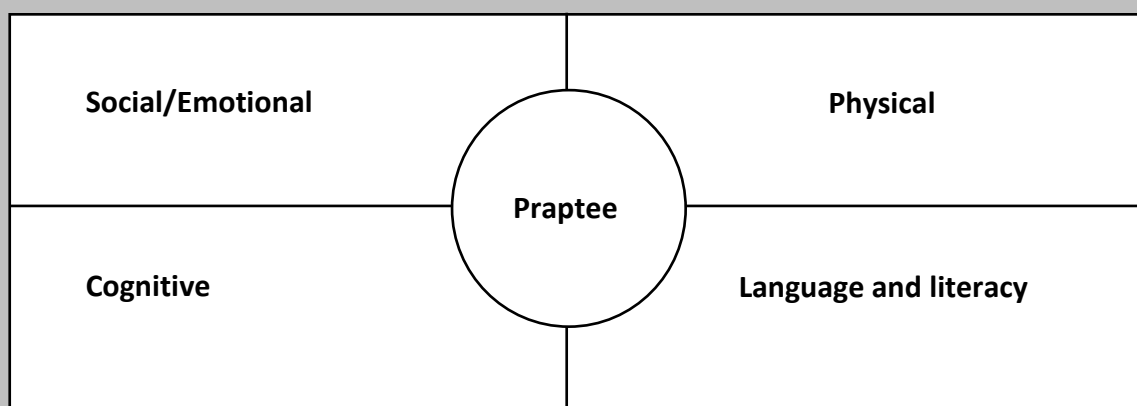 Social/Emotional
Physical
Praptee
Cognitive
Language and literacy